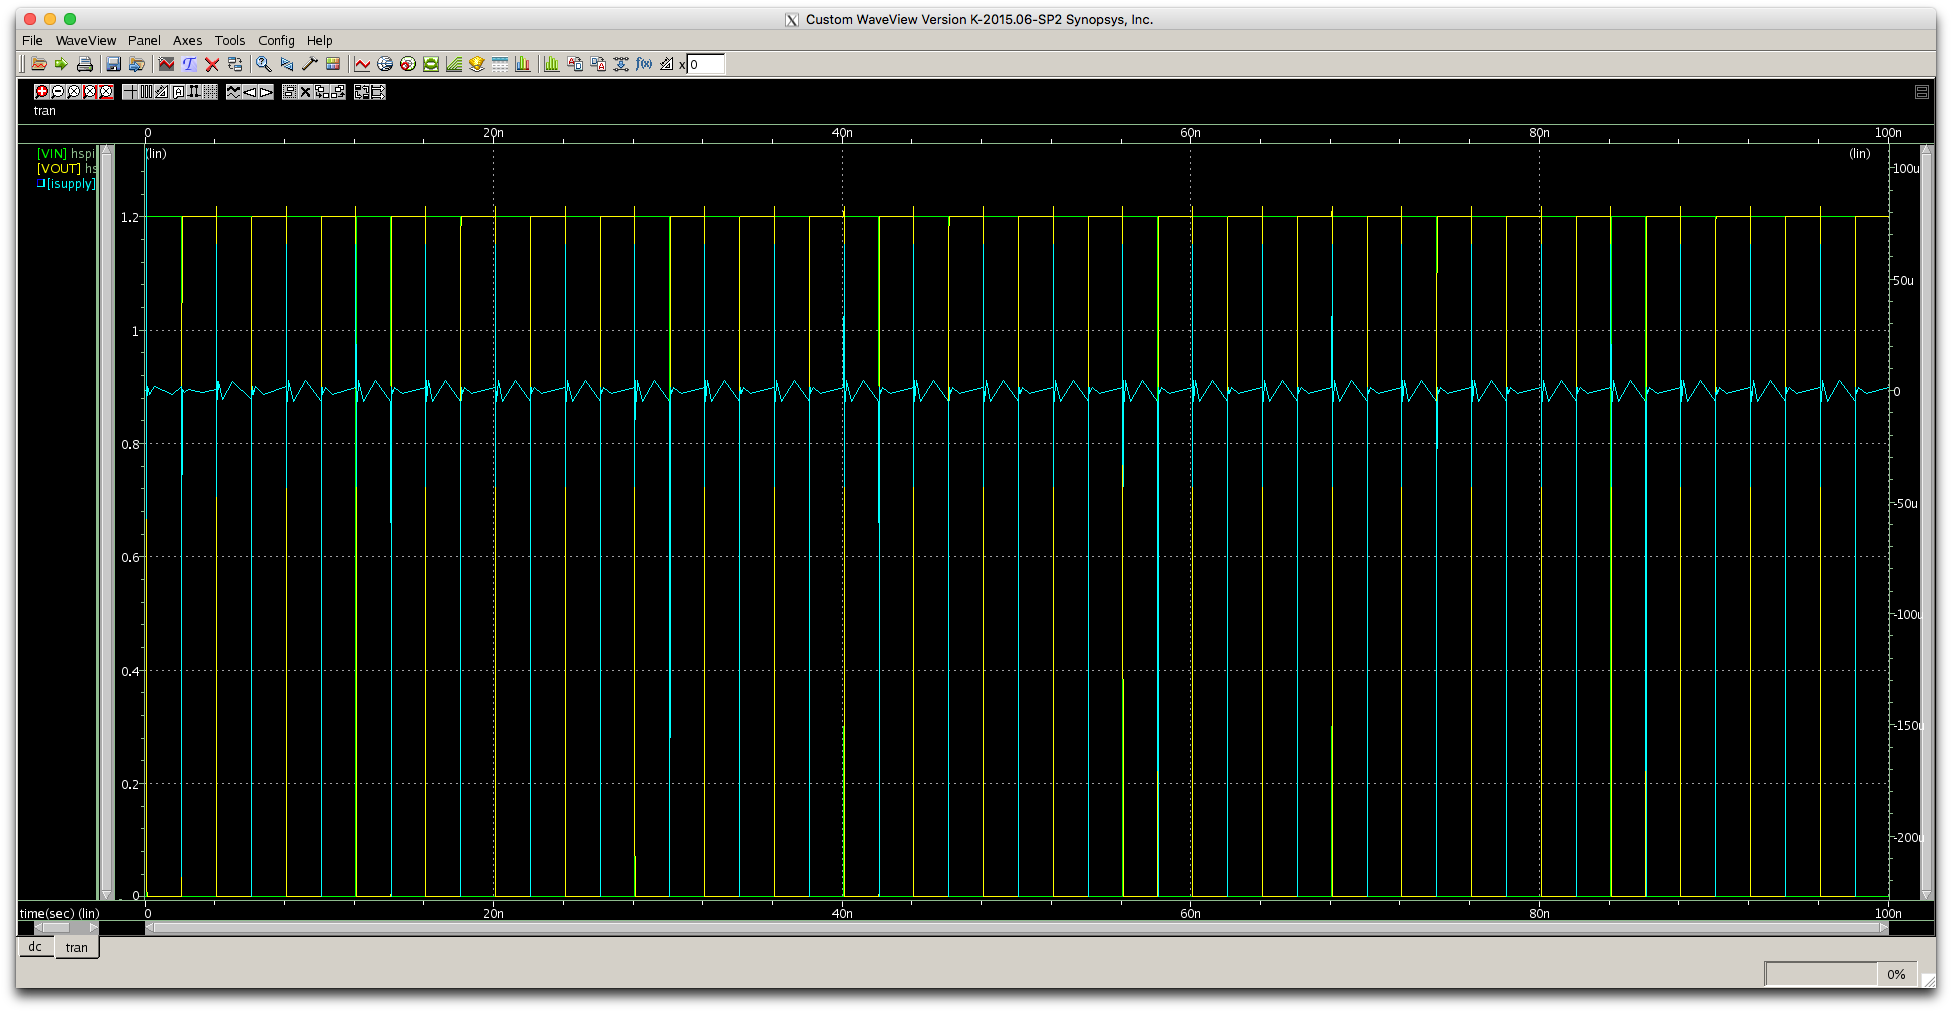 Custom WaveView Version K-2015.06-SP2 Synopsys, Inc.
File WaveView Panel Axes Tools Config Help
x 0
tran
0 20n 40n 60n 80n 100n
[VIN] hspi (lin) (lin)
[VOUT] hs 100u
[isupply]
1.2
50u
1
0
0.8
-50u
0.6
-100u
0.4
-150u
0.2
-200u
0
time(sec) (lin) 0 20n 40n 60n 80n 100n
dc tran
0%